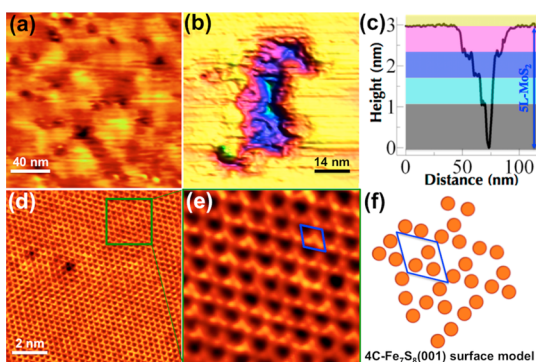 (a)
40 nm
(b)
14 nm
(c)
Height (nm)
3
2
1
0
0
50
100
Distance (nm)
5L-MoS₂
(d)
2 nm
(e)
(f)
4C-Fe₇S₈(001) surface model